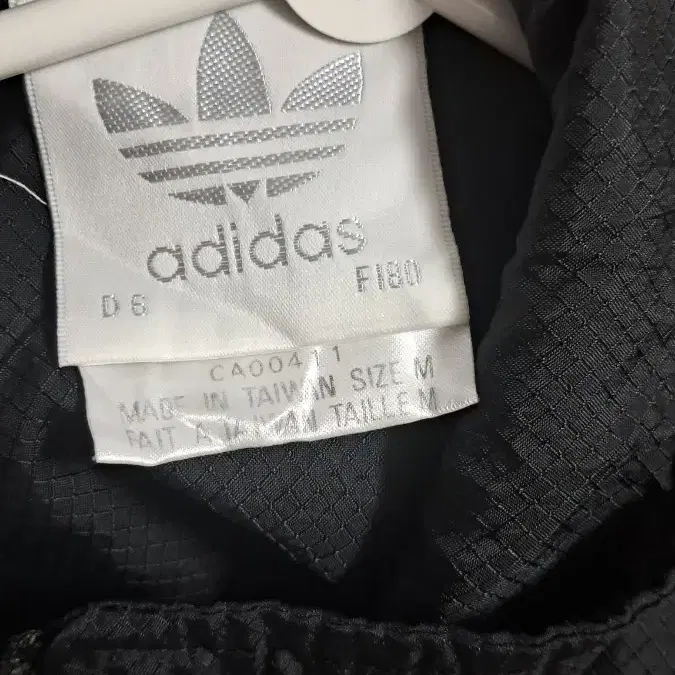 adidas
D 6 F180
CA00411
MADE IN TAIWAN SIZE M
FAIT A TAIWAN TAILLE M